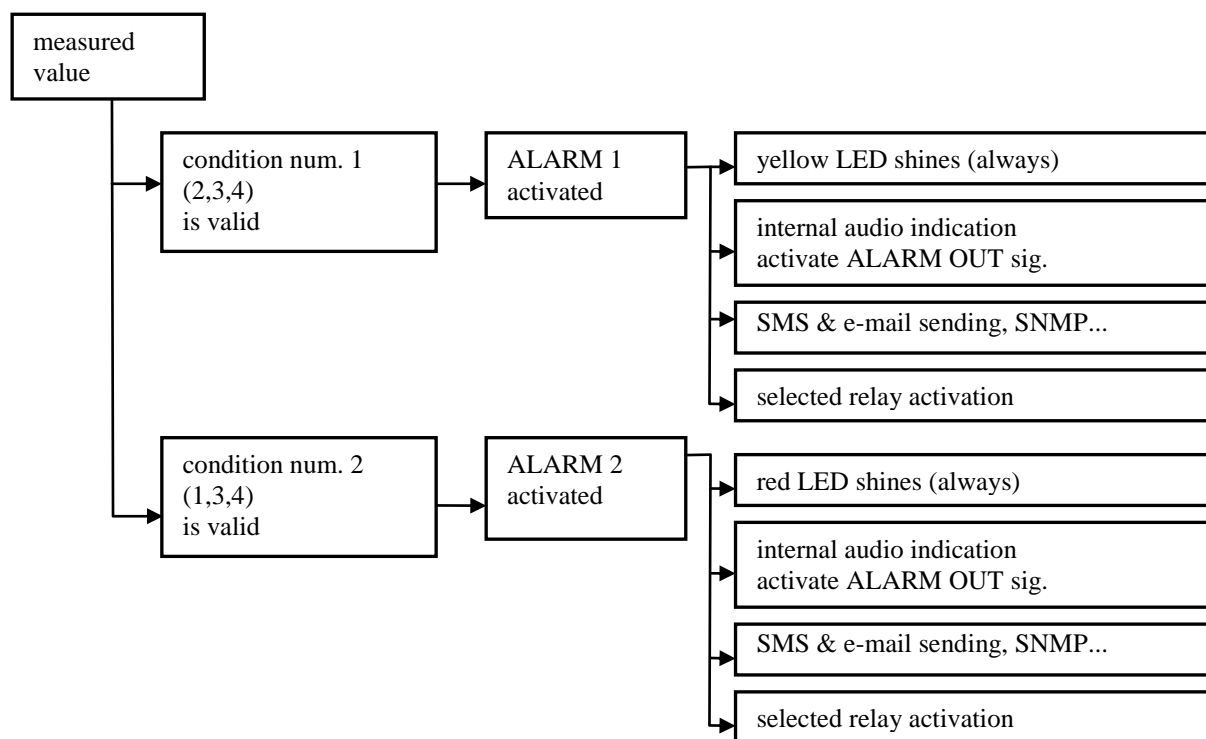 measured
value
condition num. 1
(2,3,4)
is valid
ALARM 1
activated
yellow LED shines (always)
internal audio indication
activate ALARM OUT sig.
SMS & e-mail sending, SNMP...
selected relay activation
condition num. 2
(1,3,4)
is valid
ALARM 2
activated
red LED shines (always)
internal audio indication
activate ALARM OUT sig.
SMS & e-mail sending, SNMP...
selected relay activation